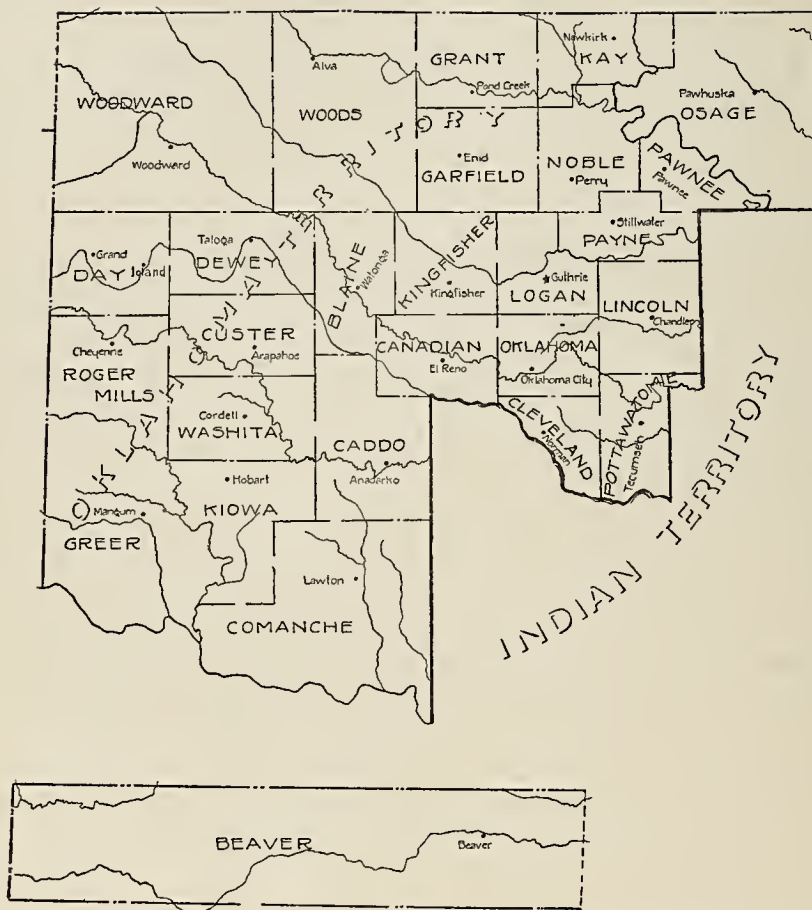 Newkirk
KAY
GRANT
Alva
Pond Creek
Pawhuska
OSAGE
WOODWARD
WOODS
Woodward
Enid
GARFIELD
NOBLE
Perry
PAWNEE
Pawnee
Stillwater
PAYNES
Grand
DAY
Island
Taloga
DEWEY
BLAINE
Watonga
KINGFISHER
Kingfisher
Guthrie
LOGAN
LINCOLN
Chandler
CUSTER
Arapahoe
CANADIAN
El Reno
OKLAHOMA
Oklahoma City
Cheyenne
ROGER
MILLS
Cordell
WASHITA
CADDO
Anadarko
CLEVELAND
Norman
POTTAWATOMIE
Tecumseh
Hobart
KIOWA
Mangum
GREER
Lawton
COMANCHE
OKLAHOMA TERRITORY
INDIAN TERRITORY
BEAVER
Beaver